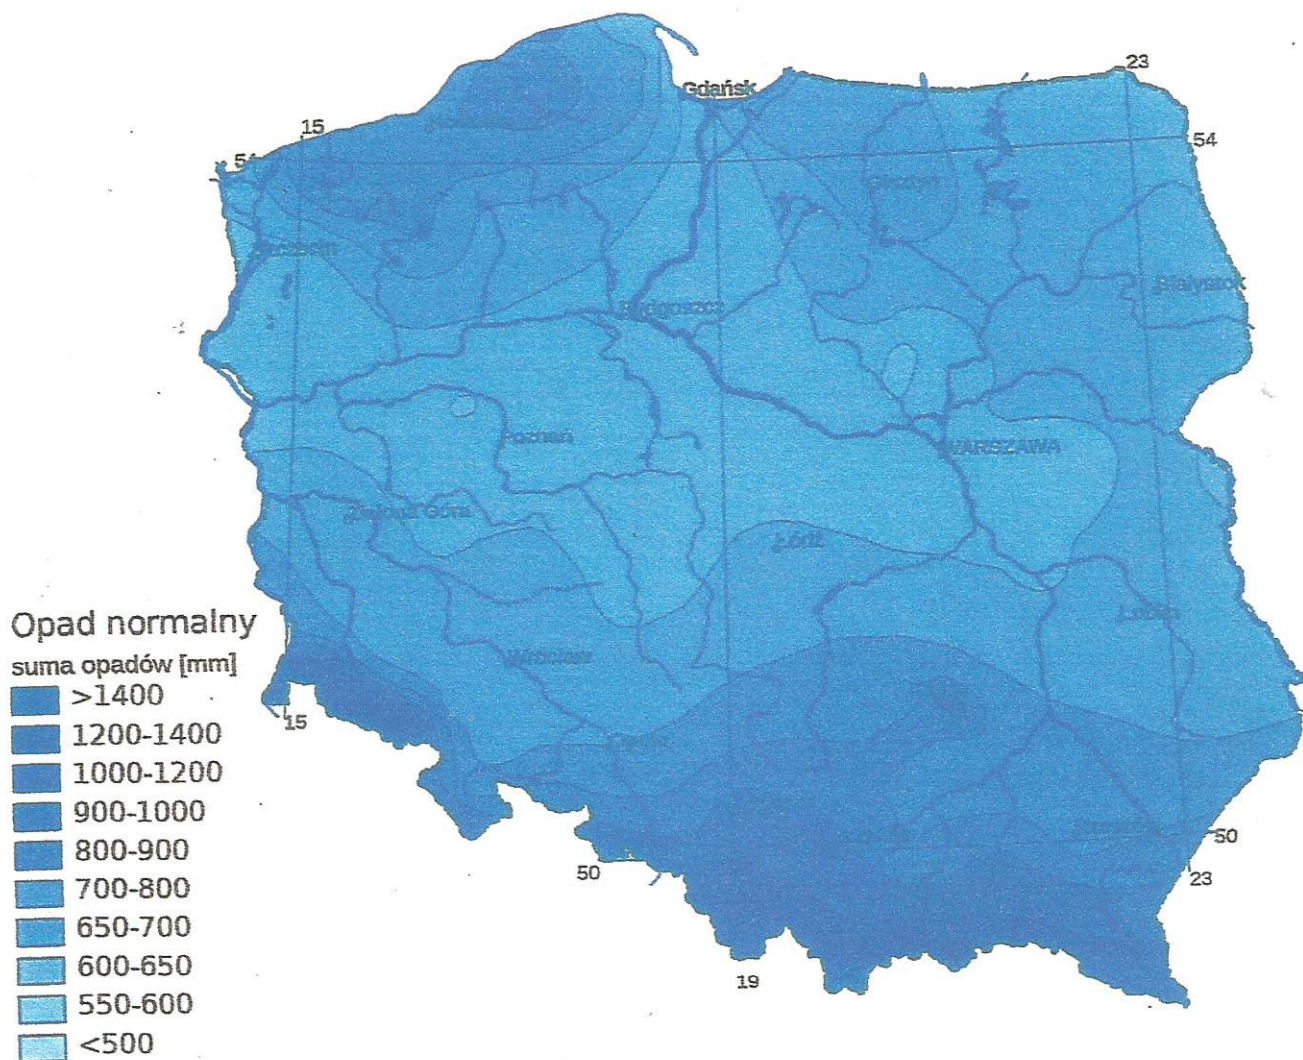 23
Gdańsk
15
54
54
Olsztyn
Szczecin
Białystok
Bydgoszcz
Poznań
WARSZAWA
Zielona Góra
Łódź
Lublin
Opad normalny
Wrocław
suma opadów [mm]
>1400
15
1200-1400
Opole
1000-1200
900-1000
50
800-900
50
23
700-800
650-700
19
600-650
550-600
<500